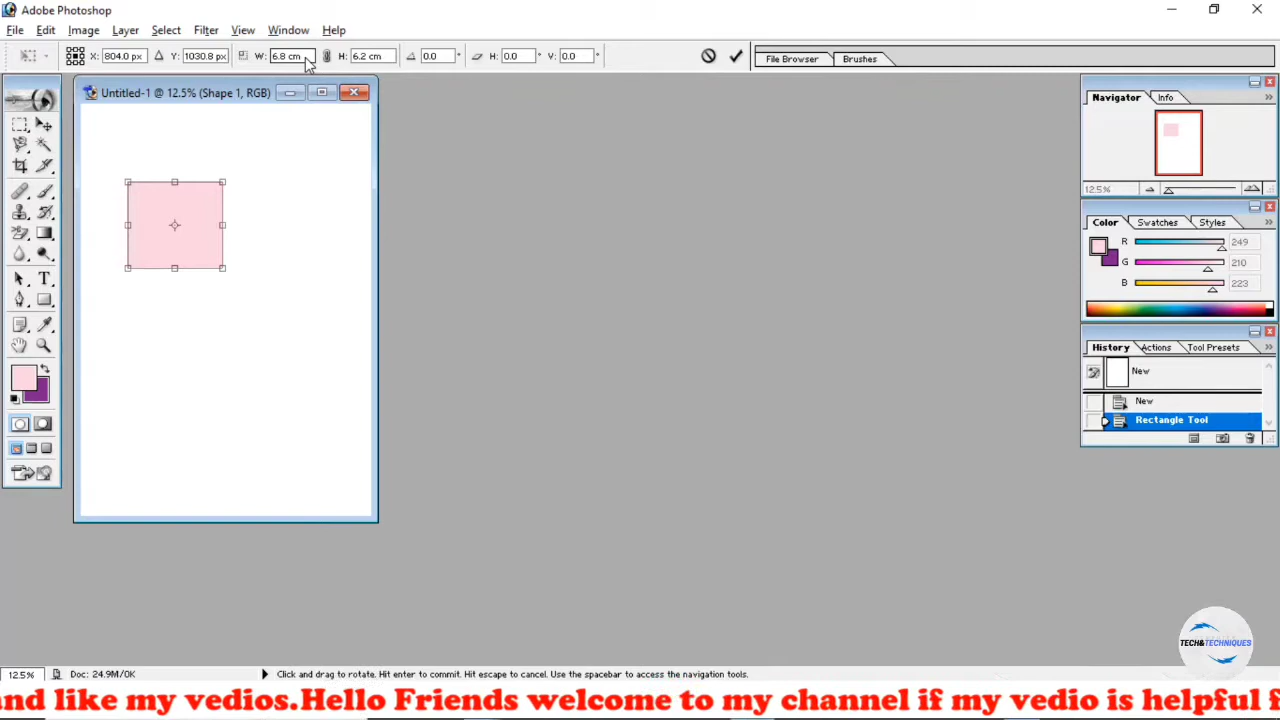 Adobe Photoshop
File Edit Image Layer Select Filter View Window Help
X: 804.0 px Y: 1030.8 px W: 6.8 cm H: 6.2 cm 0.0 ° H: 0.0 ° V: 0.0 °
File Browser Brushes
Untitled-1 @ 12.5% (Shape 1, RGB)
Navigator Info
12.5%
Color Swatches Styles
R 249
G 210
B 223
History Actions Tool Presets
New
New
Rectangle Tool
T
TECH&TECHNIQUES
12.5% Doc: 24.9M/0K Click and drag to rotate. Hit enter to commit. Hit escape to cancel. Use the spacebar to access the navigation tools.
and like my vedios.Hello Friends welcome to my channel if my vedio is helpful f